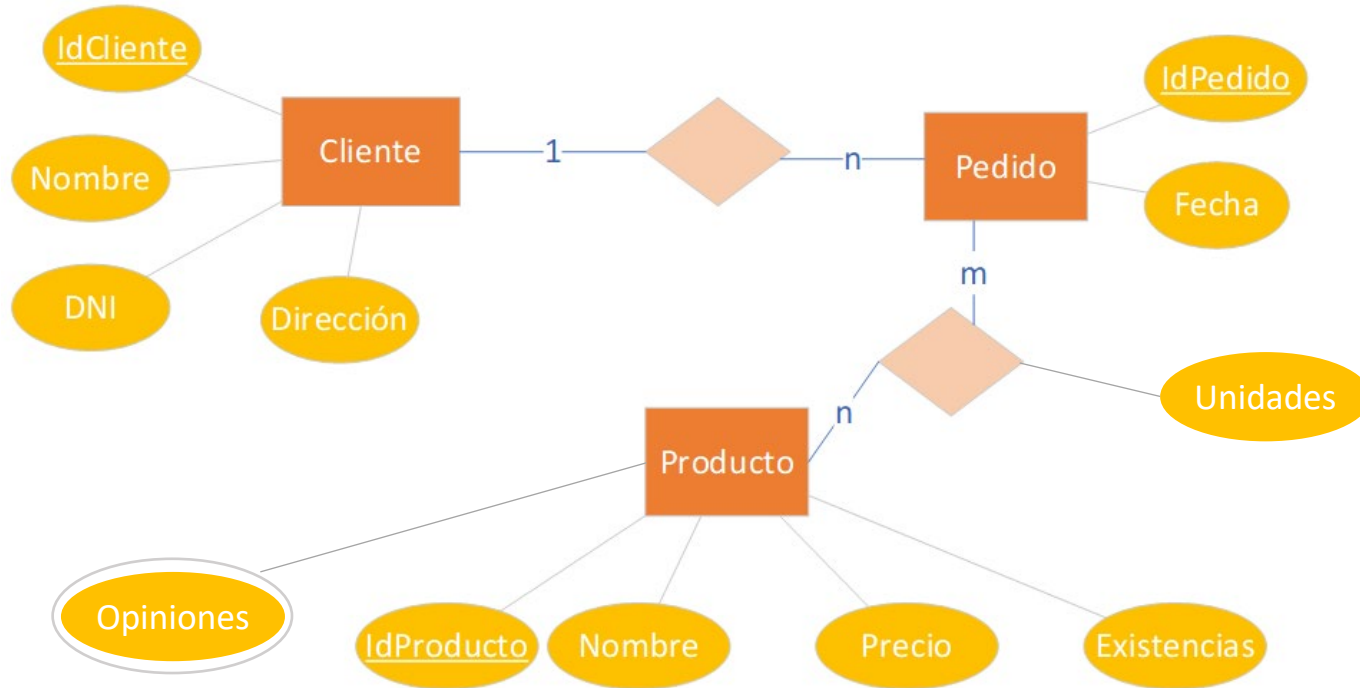 IdCliente
Nombre
DNI
Dirección
Cliente
1
n
Pedido
IdPedido
Fecha
m
Unidades
n
Producto
Opiniones
IdProducto
Nombre
Precio
Existencias